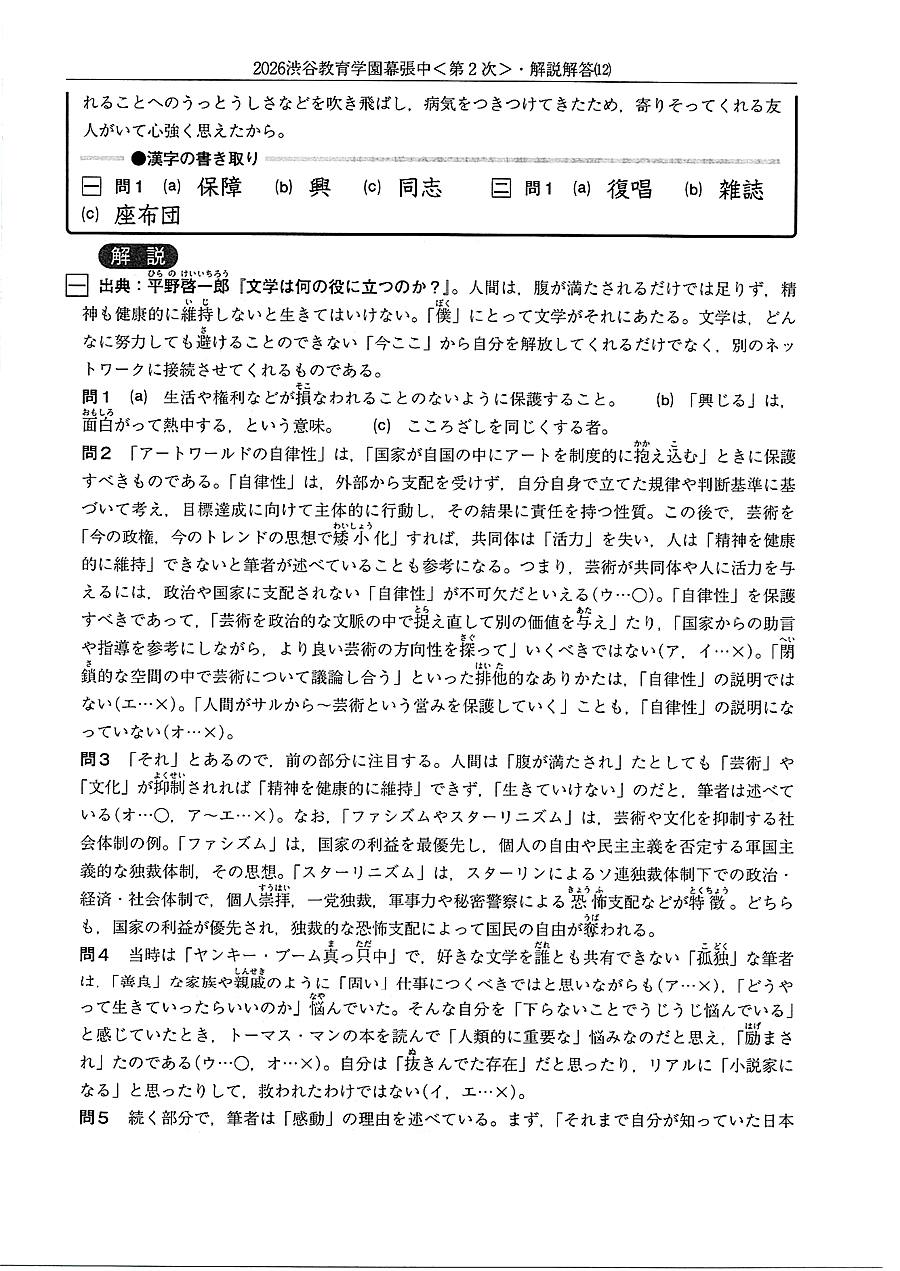 2026渋谷教育学園幕張中＜第２次＞・解説解答(12)
れることへのうっとうしさなどを吹き飛ばし，病気をつきつけてきたため，寄りそってくれる友
人がいて心強く思えたから。
●漢字の書き取り
一 問1 (a) 保障 (b) 興 (c) 同志 二 問1 (a) 復唱 (b) 雑誌
(c) 座布団
解説
一 出典：平野啓一郎『文学は何の役に立つのか？』。人間は，腹が満たされるだけでは足りず，精
神も健康的に維持しないと生きてはいけない。「僕」にとって文学がそれにあたる。文学は，どん
なに努力しても避けることのできない「今ここ」から自分を解放してくれるだけでなく，別のネッ
トワークに接続させてくれるものである。
問1 (a) 生活や権利などが損なわれることのないように保護すること。 (b) 「興じる」は，
面白がって熱中する，という意味。 (c) こころざしを同じくする者。
問2 「アートワールドの自律性」は，「国家が自国の中にアートを制度的に抱え込む」ときに保護
すべきものである。「自律性」は，外部から支配を受けず，自分自身で立てた規律や判断基準に基
づいて考え，目標達成に向けて主体的に行動し，その結果に責任を持つ性質。この後で，芸術を
「今の政権，今のトレンドの思想で矮小化」すれば，共同体は「活力」を失い，人は「精神を健康
的に維持」できないと筆者が述べていることも参考になる。つまり，芸術が共同体や人に活力を与
えるには，政治や国家に支配されない「自律性」が不可欠だといえる(ウ…〇)。「自律性」を保護
すべきであって，「芸術を政治的な文脈の中で捉え直して別の価値を与え」たり，「国家からの助言
や指導を参考にしながら，より良い芸術の方向性を探って」いくべきではない(ア，イ…×)。「閉
鎖的な空間の中で芸術について議論し合う」といった排他的なありかたは，「自律性」の説明では
ない(エ…×)。「人間がサルから～芸術という営みを保護していく」ことも，「自律性」の説明にな
っていない(オ…×)。
問3 「それ」とあるので，前の部分に注目する。人間は「腹が満たされ」たとしても「芸術」や
「文化」が抑制されれば「精神を健康的に維持」できず，「生きていけない」のだと，筆者は述べて
いる(オ…〇，ア～エ…×)。なお，「ファシズムやスターリニズム」は，芸術や文化を抑制する社
会体制の例。「ファシズム」は，国家の利益を最優先し，個人の自由や民主主義を否定する軍国主
義的な独裁体制，その思想。「スターリニズム」は，スターリンによるソ連独裁体制下での政治・
経済・社会体制で，個人崇拝，一党独裁，軍事力や秘密警察による恐怖支配などが特徴。どちら
も，国家の利益が優先され，独裁的な恐怖支配によって国民の自由が奪われる。
問4 当時は「ヤンキー・ブーム真っ只中」で，好きな文学を誰とも共有できない「孤独」な筆者
は，「善良」な家族や親戚のように「固い」仕事につくべきではと思いながらも(ア…×)，「どうや
って生きていったらいいのか」悩んでいた。そんな自分を「下らないことでうじうじ悩んでいる」
と感じていたとき，トーマス・マンの本を読んで「人類的に重要な」悩みなのだと思え，「励まさ
れ」たのである(ウ…〇，オ…×)。自分は「抜きんでた存在」だと思ったり，リアルに「小説家に
なる」と思ったりして，救われたわけではない(イ，エ…×)。
問5 続く部分で，筆者は「感動」の理由を述べている。まず，「それまで自分が知っていた日本